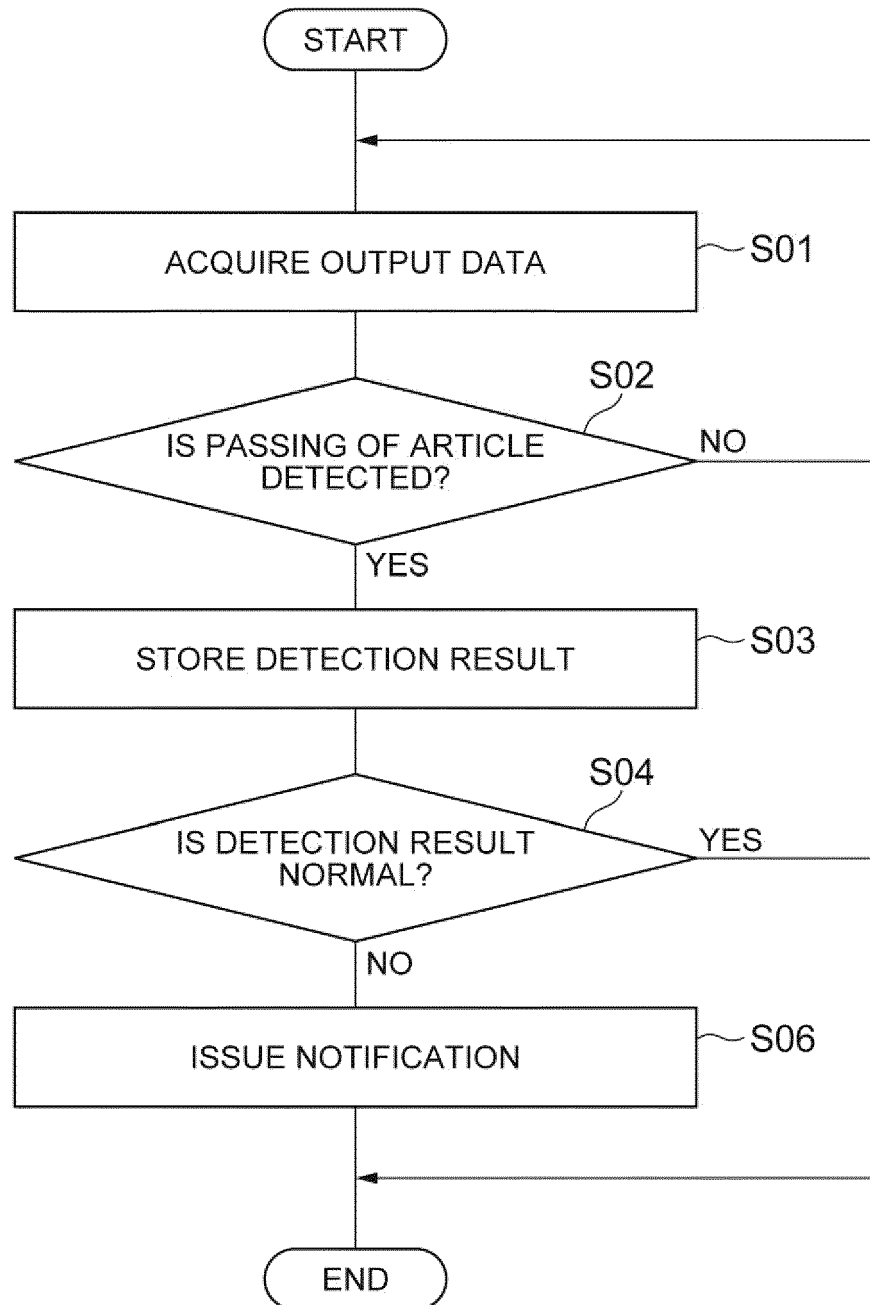 START
ACQUIRE OUTPUT DATA
S01
S02
IS PASSING OF ARTICLE
DETECTED?
NO
YES
STORE DETECTION RESULT
S03
S04
IS DETECTION RESULT
NORMAL?
YES
NO
ISSUE NOTIFICATION
S06
END